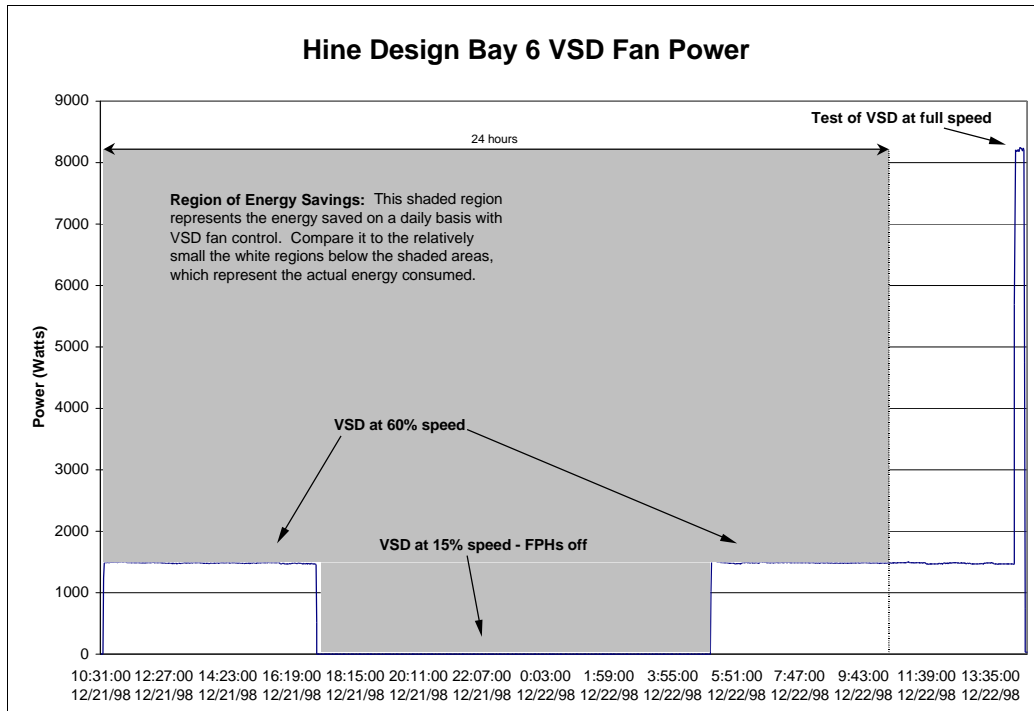 Hine Design Bay 6 VSD Fan Power
9000
8000
7000
6000
5000
4000
3000
2000
1000
0
Power (Watts)
Test of VSD at full speed
24 hours
Region of Energy Savings: This shaded region
represents the energy saved on a daily basis with
VSD fan control. Compare it to the relatively
small the white regions below the shaded areas,
which represent the actual energy consumed.
VSD at 60% speed
VSD at 15% speed - FPHs off
10:31:00 12:27:00 14:23:00 16:19:00 18:15:00 20:11:00 22:07:00 0:03:00 1:59:00 3:55:00 5:51:00 7:47:00 9:43:00 11:39:00 13:35:00
12/21/98 12/21/98 12/21/98 12/21/98 12/21/98 12/21/98 12/21/98 12/22/98 12/22/98 12/22/98 12/22/98 12/22/98 12/22/98 12/22/98 12/22/98